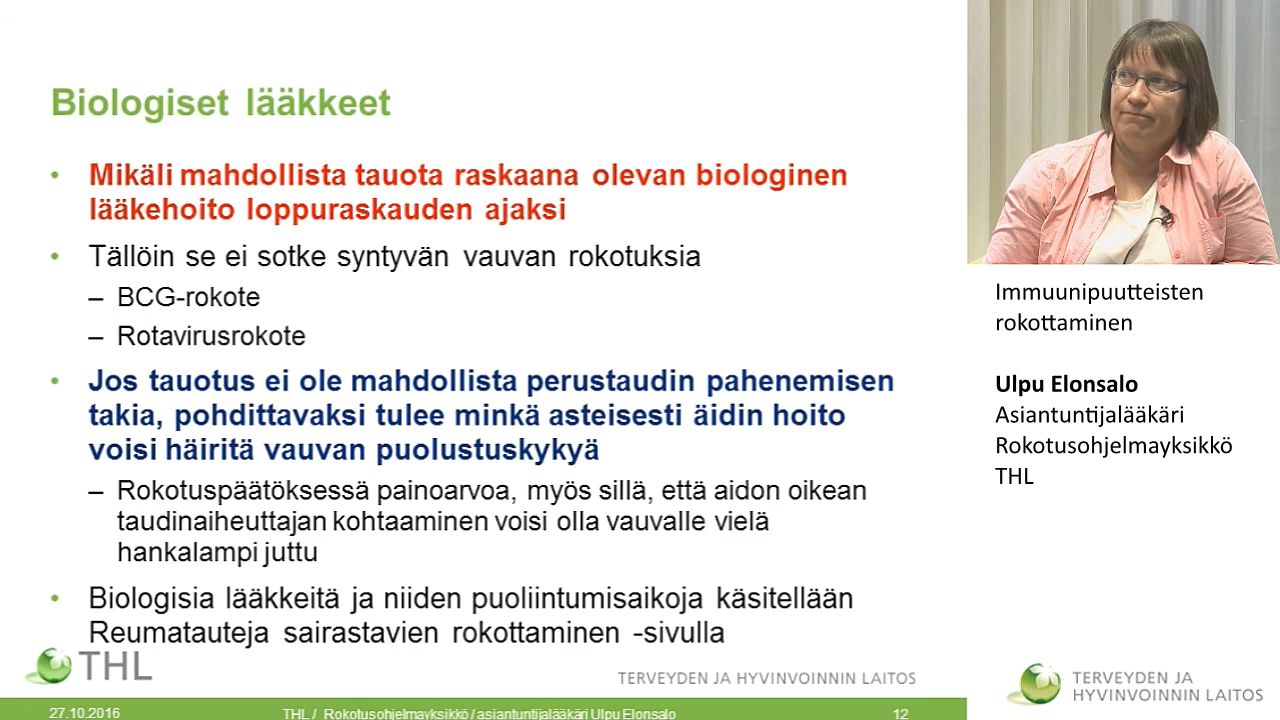 Biologiset lääkkeet
• Mikäli mahdollista tauota raskaana olevan biologinen
lääkehoito loppuraskauden ajaksi
• Tällöin se ei sotke syntyvän vauvan rokotuksia
– BCG-rokote
– Rotavirusrokote
• Jos tauotus ei ole mahdollista perustaudin pahenemisen
takia, pohdittavaksi tulee minkä asteisesti äidin hoito
voisi häiritä vauvan puolustuskykyä
– Rokotuspäätöksessä painoarvoa, myös sillä, että aidon oikean
taudinaiheuttajan kohtaaminen voisi olla vauvalle vielä
hankalampi juttu
• Biologisia lääkkeitä ja niiden puoliintumisaikoja käsitellään
Reumatauteja sairastavien rokottaminen -sivulla
THL
TERVEYDEN JA HYVINVOINNIN LAITOS
27.10.2016
THL / Rokotusohjelmayksikkö / asiantuntijalääkäri Ulpu Elonsalo
12
Immuunipuutteisten
rokottaminen
Ulpu Elonsalo
Asiantuntijalääkäri
Rokotusohjelmayksikkö
THL
TERVEYDEN JA
HYVINVOINNIN LAITOS